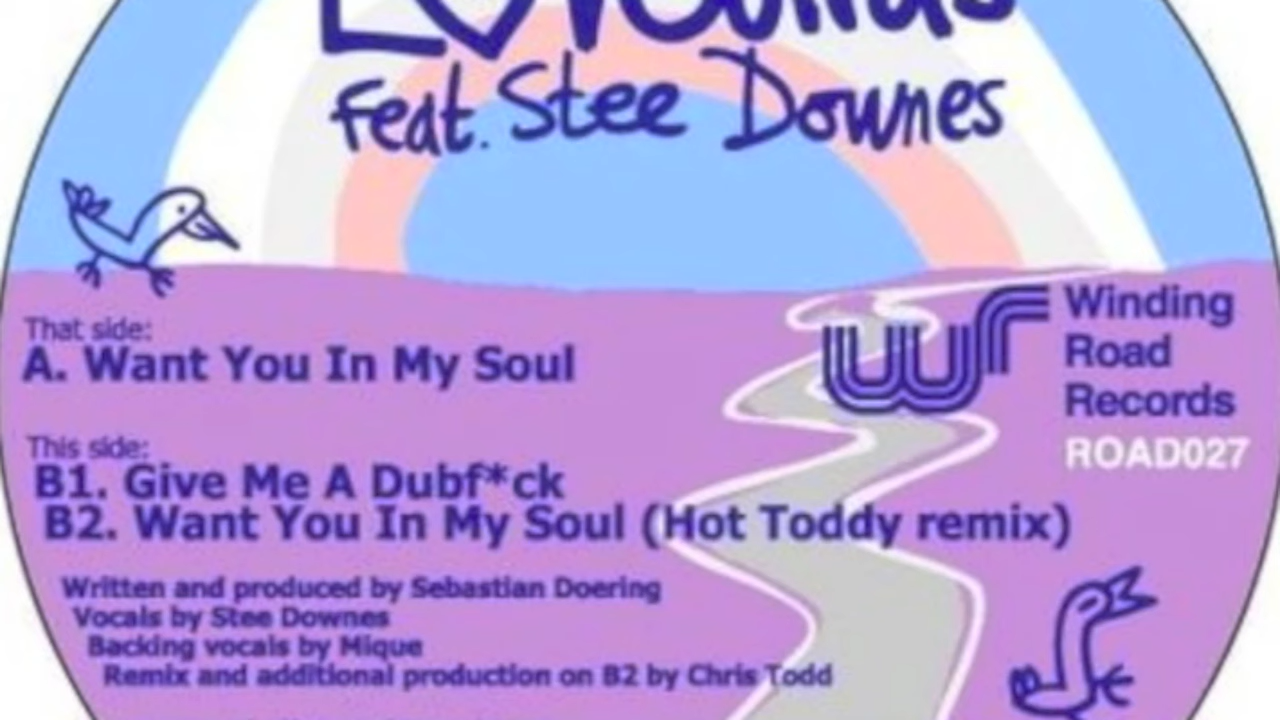 Feat. Stee Downes
That side:
A. Want You In My Soul
This side:
B1. Give Me A Dubf*ck
B2. Want You In My Soul (Hot Toddy remix)
Written and produced by Sebastian Doering
Vocals by Stee Downes
Backing vocals by Mique
Remix and additional production on B2 by Chris Todd
wr
Winding
Road
Records
ROAD027